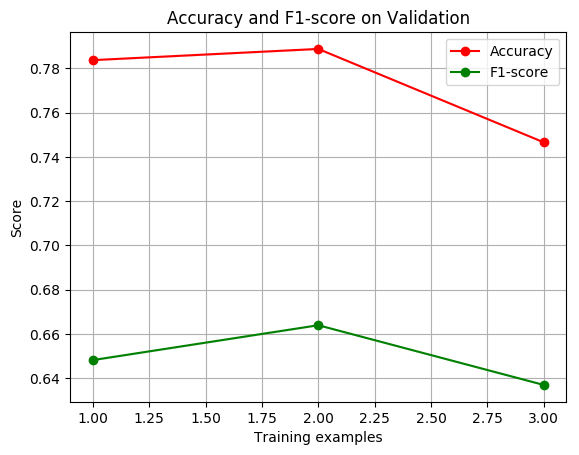 Accuracy and F1-score on Validation
Accuracy
F1-score
0.78
0.76
0.74
0.72
0.70
0.68
0.66
0.64
Score
1.00 1.25 1.50 1.75 2.00 2.25 2.50 2.75 3.00
Training examples